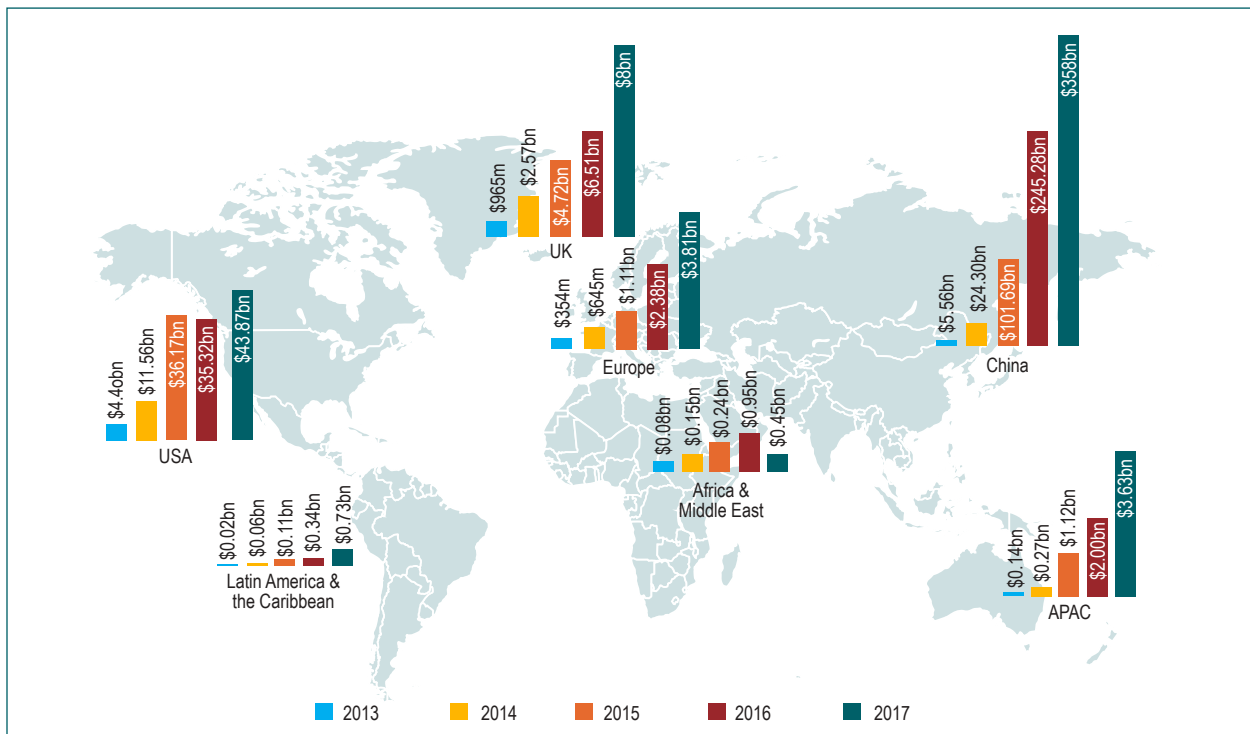 $965m
$2.57bn
$4.72bn
$6.51bn
$8bn
UK
$354m
$645m
$1.11bn
$2.38bn
$3.81bn
Europe
$5.56bn
$24.30bn
$101.69bn
$245.28bn
$358bn
China
$4.4obn
$11.56bn
$36.17bn
$35.32bn
$43.87bn
USA
$0.08bn
$0.15bn
$0.24bn
$0.95bn
$0.45bn
Africa &
Middle East
$0.02bn
$0.06bn
$0.11bn
$0.34bn
$0.73bn
Latin America &
the Caribbean
$0.14bn
$0.27bn
$1.12bn
$2.00bn
$3.63bn
APAC
2013
2014
2015
2016
2017